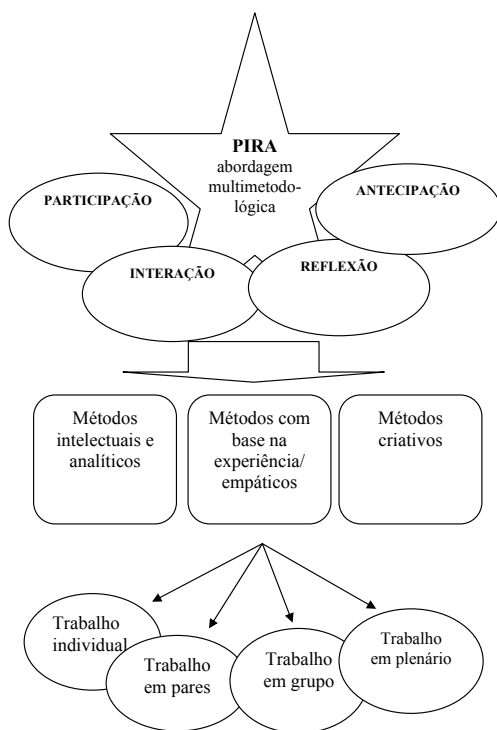 PIRA
abordagem
multimetodo-
lógica
PARTICIPAÇÃO
ANTECIPAÇÃO
INTERAÇÃO
REFLEXÃO
Métodos
intelectuais e
analíticos
Métodos com
base na
experiência/
empáticos
Métodos
criativos
Trabalho
individual
Trabalho
em pares
Trabalho
em grupo
Trabalho
em plenário